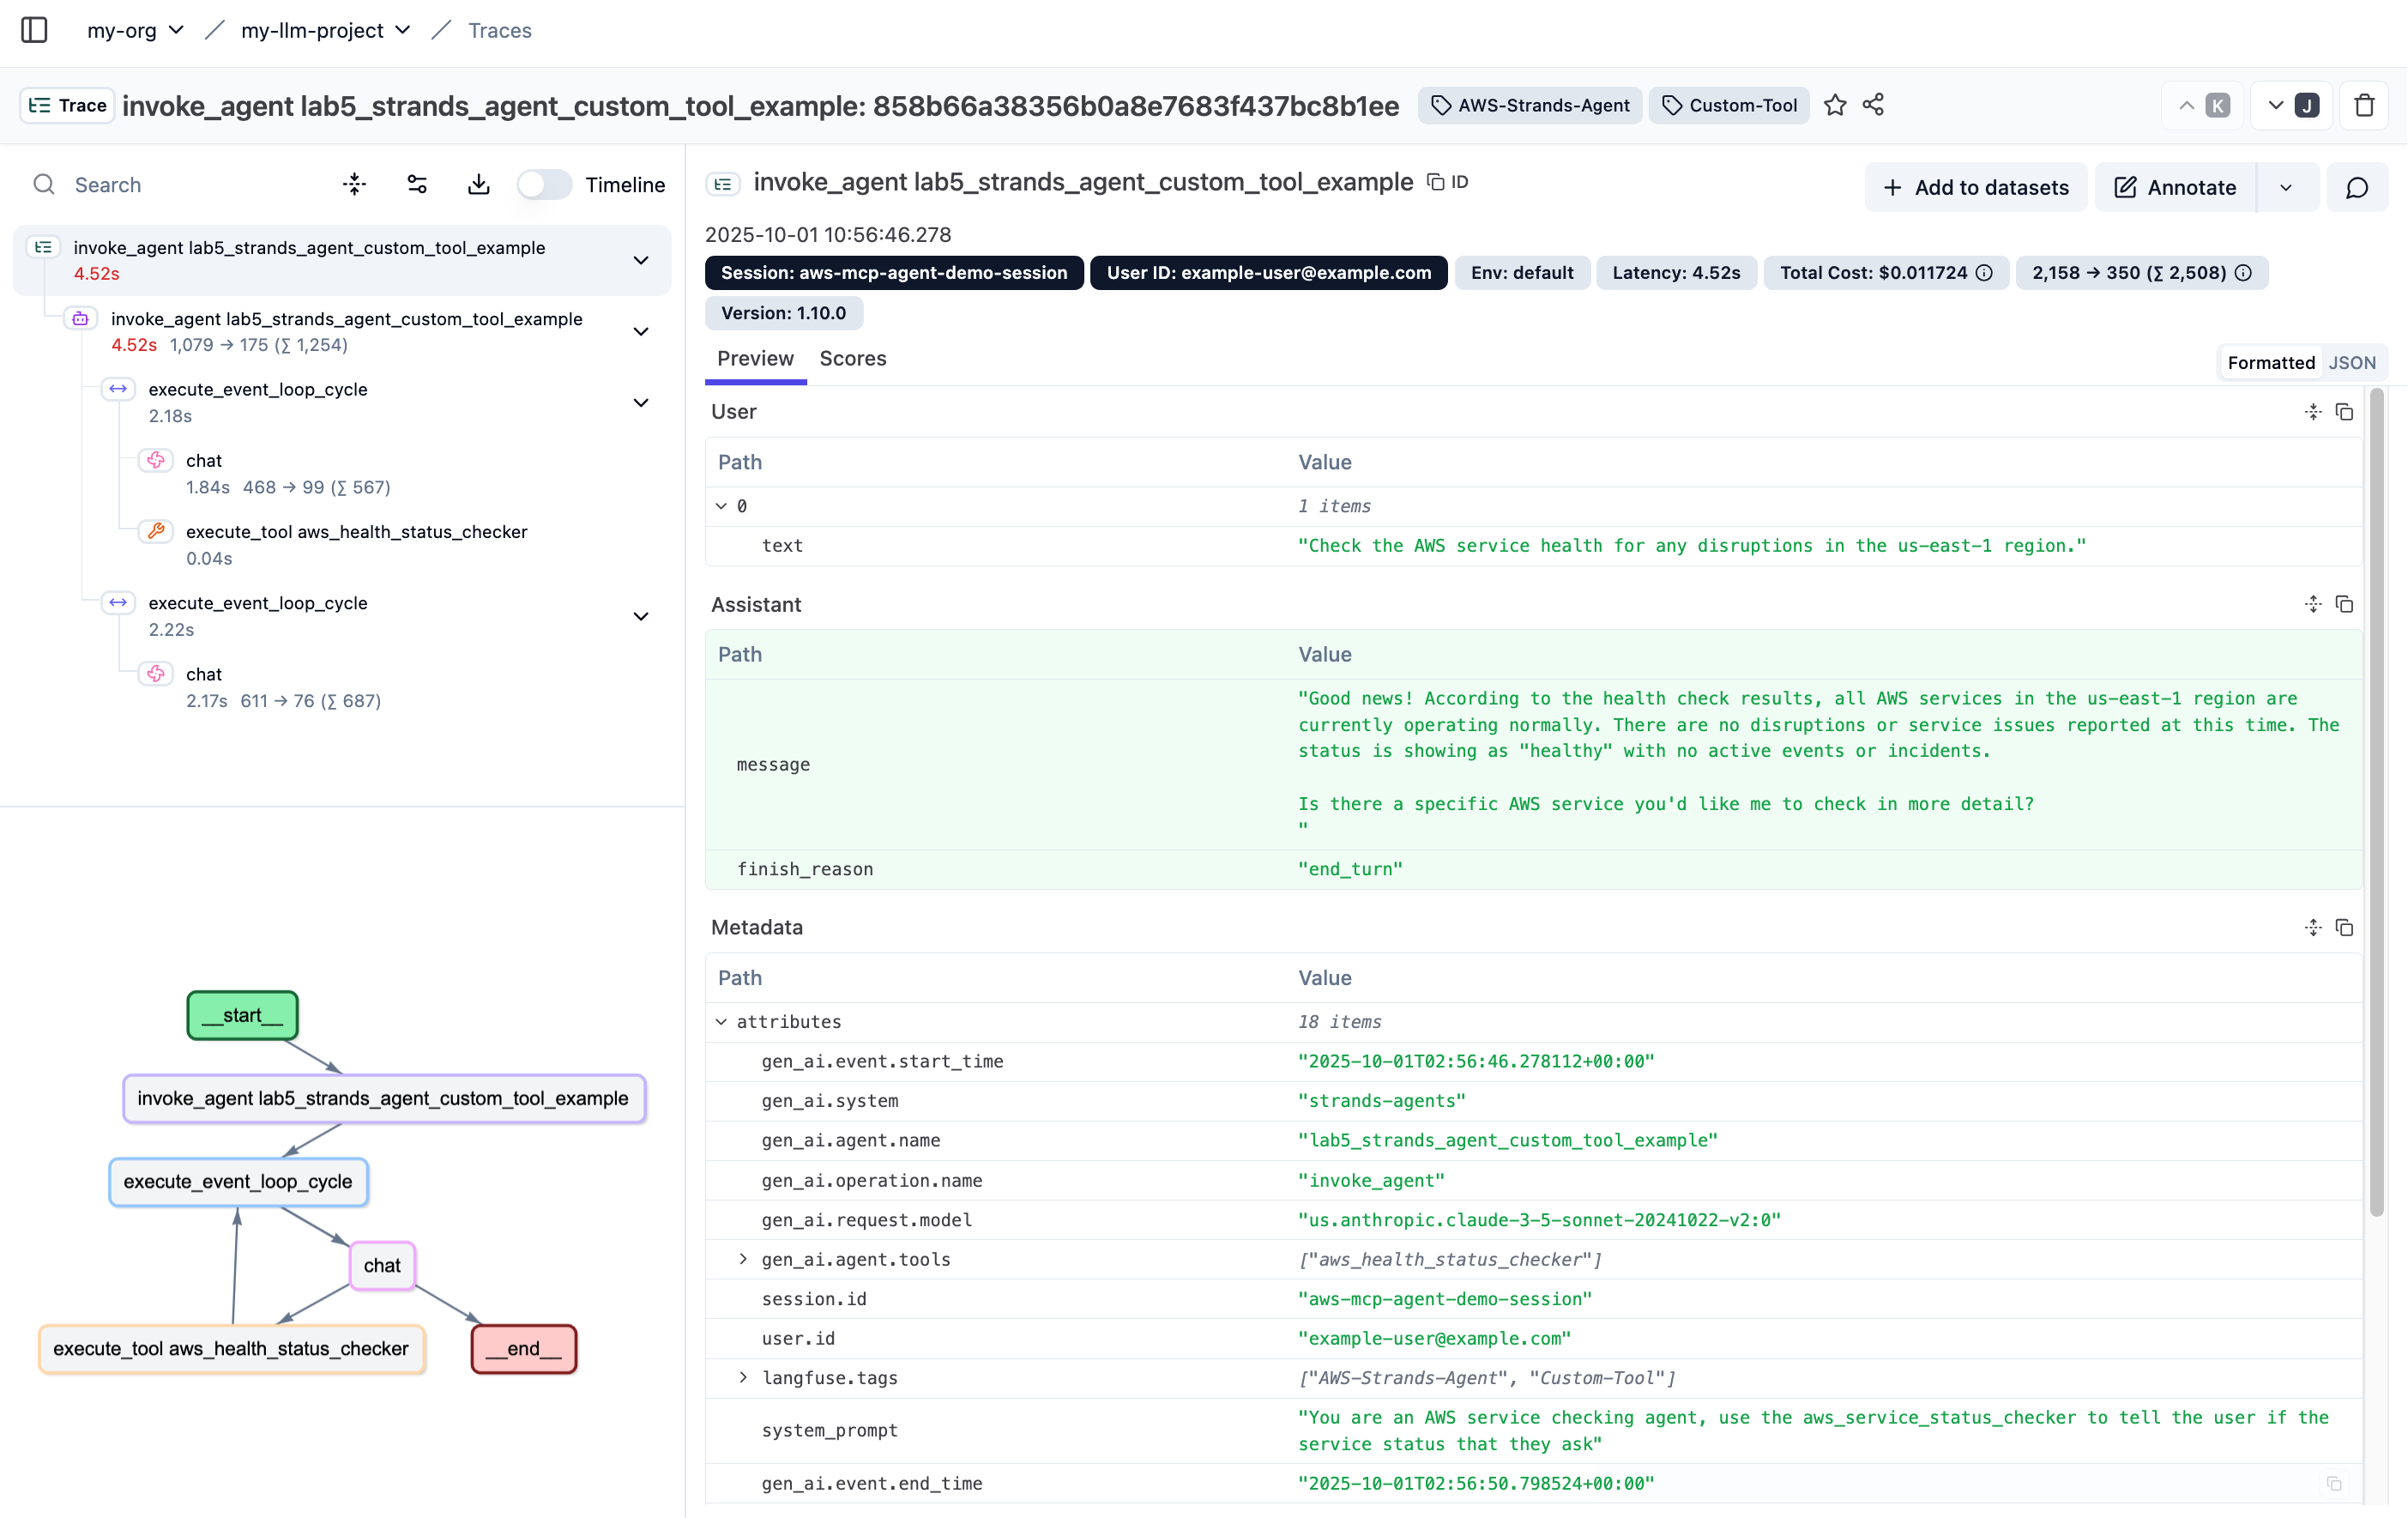 my-org / my-llm-project / Traces
Trace invoke_agent lab5_strands_agent_custom_tool_example: 858b66a38356b0a8e7683f437bc8b1ee AWS-Strands-Agent Custom-Tool K J
Search Timeline
invoke_agent lab5_strands_agent_custom_tool_example
4.52s
invoke_agent lab5_strands_agent_custom_tool_example
4.52s 1,079 → 175 (∑ 1,254)
execute_event_loop_cycle
2.18s
chat
1.84s 468 → 99 (∑ 567)
execute_tool aws_health_status_checker
0.04s
execute_event_loop_cycle
2.22s
chat
2.17s 611 → 76 (∑ 687)
__start__
invoke_agent lab5_strands_agent_custom_tool_example
execute_event_loop_cycle
chat
execute_tool aws_health_status_checker
__end__
invoke_agent lab5_strands_agent_custom_tool_example ID
Add to datasets Annotate
2025-10-01 10:56:46.278
Session: aws-mcp-agent-demo-session User ID: example-user@example.com Env: default Latency: 4.52s Total Cost: $0.011724 2,158 → 350 (∑ 2,508)
Version: 1.10.0
Preview Scores
Formatted JSON
User
Path Value
0 1 items
text "Check the AWS service health for any disruptions in the us-east-1 region."
Assistant
Path Value
message "Good news! According to the health check results, all AWS services in the us-east-1 region are
currently operating normally. There are no disruptions or service issues reported at this time. The
status is showing as "healthy" with no active events or incidents.
Is there a specific AWS service you'd like me to check in more detail?
"
finish_reason "end_turn"
Metadata
Path Value
attributes 18 items
gen_ai.event.start_time "2025-10-01T02:56:46.278112+00:00"
gen_ai.system "strands-agents"
gen_ai.agent.name "lab5_strands_agent_custom_tool_example"
gen_ai.operation.name "invoke_agent"
gen_ai.request.model "us.anthropic.claude-3-5-sonnet-20241022-v2:0"
gen_ai.agent.tools ["aws_health_status_checker"]
session.id "aws-mcp-agent-demo-session"
user.id "example-user@example.com"
langfuse.tags ["AWS-Strands-Agent", "Custom-Tool"]
system_prompt "You are an AWS service checking agent, use the aws_service_status_checker to tell the user if the
service status that they ask"
gen_ai.event.end_time "2025-10-01T02:56:50.798524+00:00"